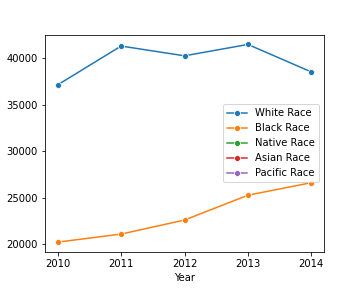 40000
35000
30000
25000
20000
White Race
Black Race
Native Race
Asian Race
Pacific Race
2010 2011 2012 2013 2014
Year